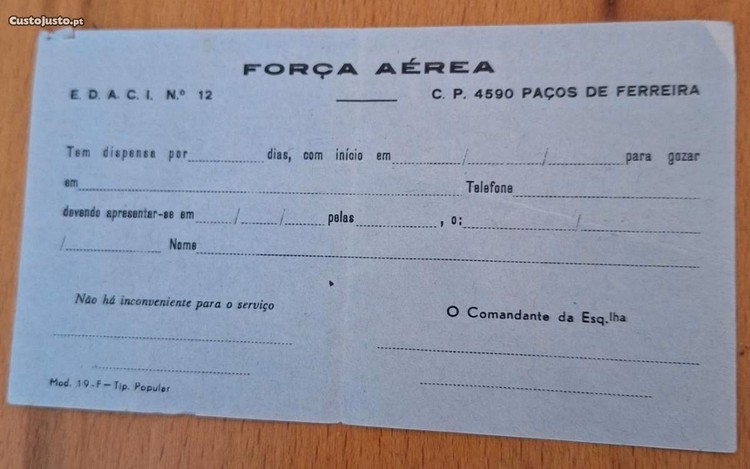 CustoJusto.pt
FORÇA AÉREA
E. D. A. C. I. N.º 12
C. P. 4590 PAÇOS DE FERREIRA
Tem dispensa por dias, com início em / / para gozar
em Telefone
devendo apresentar-se em / / pelas , o: /
/ Nome
Não há inconveniente para o serviço
O Comandante da Esq.lha
Mod. 19-F — Tip. Popular